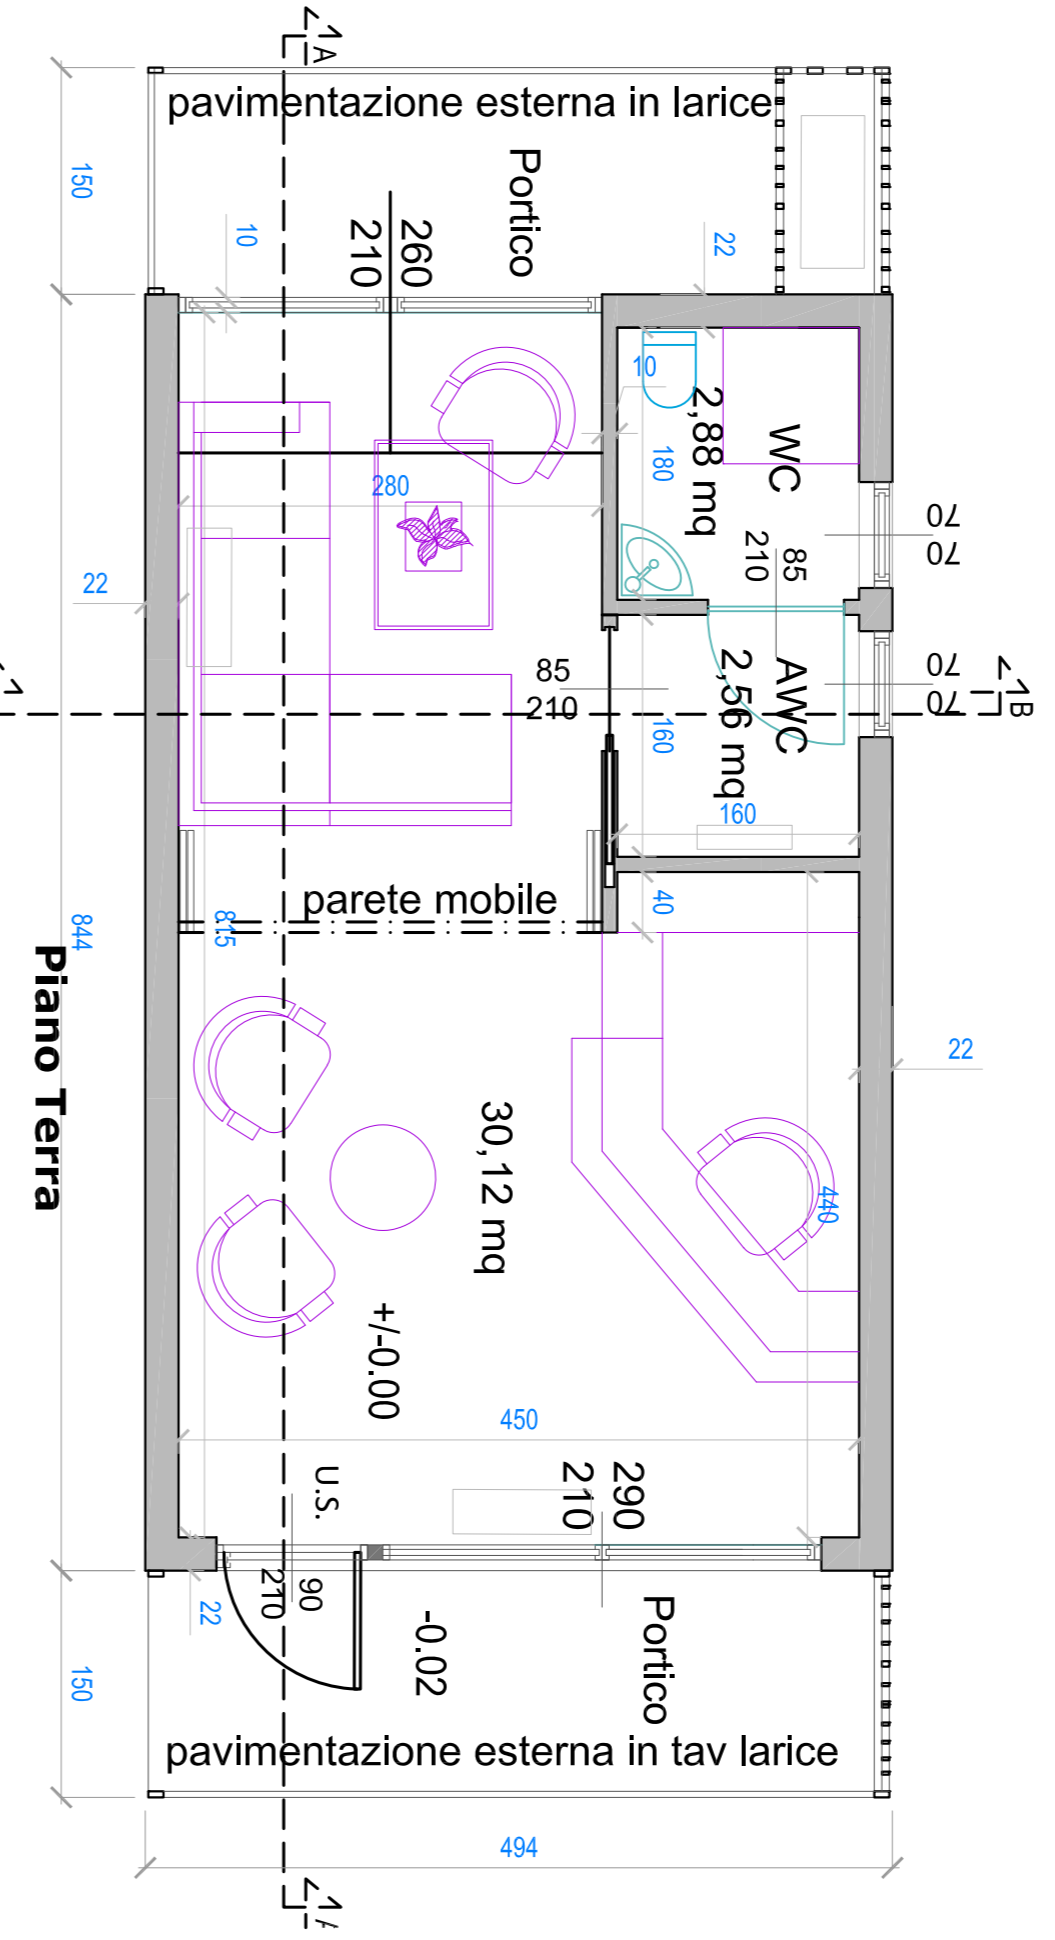 A
pavimentazione esterna in larice
Portico
150
10
22
260
210
10
2,88 mq
WC
180
280
85
210
70
70
22
85
210
AWC
2,56 mq
70
70
B
160
160
parete mobile
40
815
844
Piano Terra
22
30,12 mq
440
+/-0.00
450
U.S.
290
210
90
210
22
-0.02
Portico
150
pavimentazione esterna in tav larice
494
A